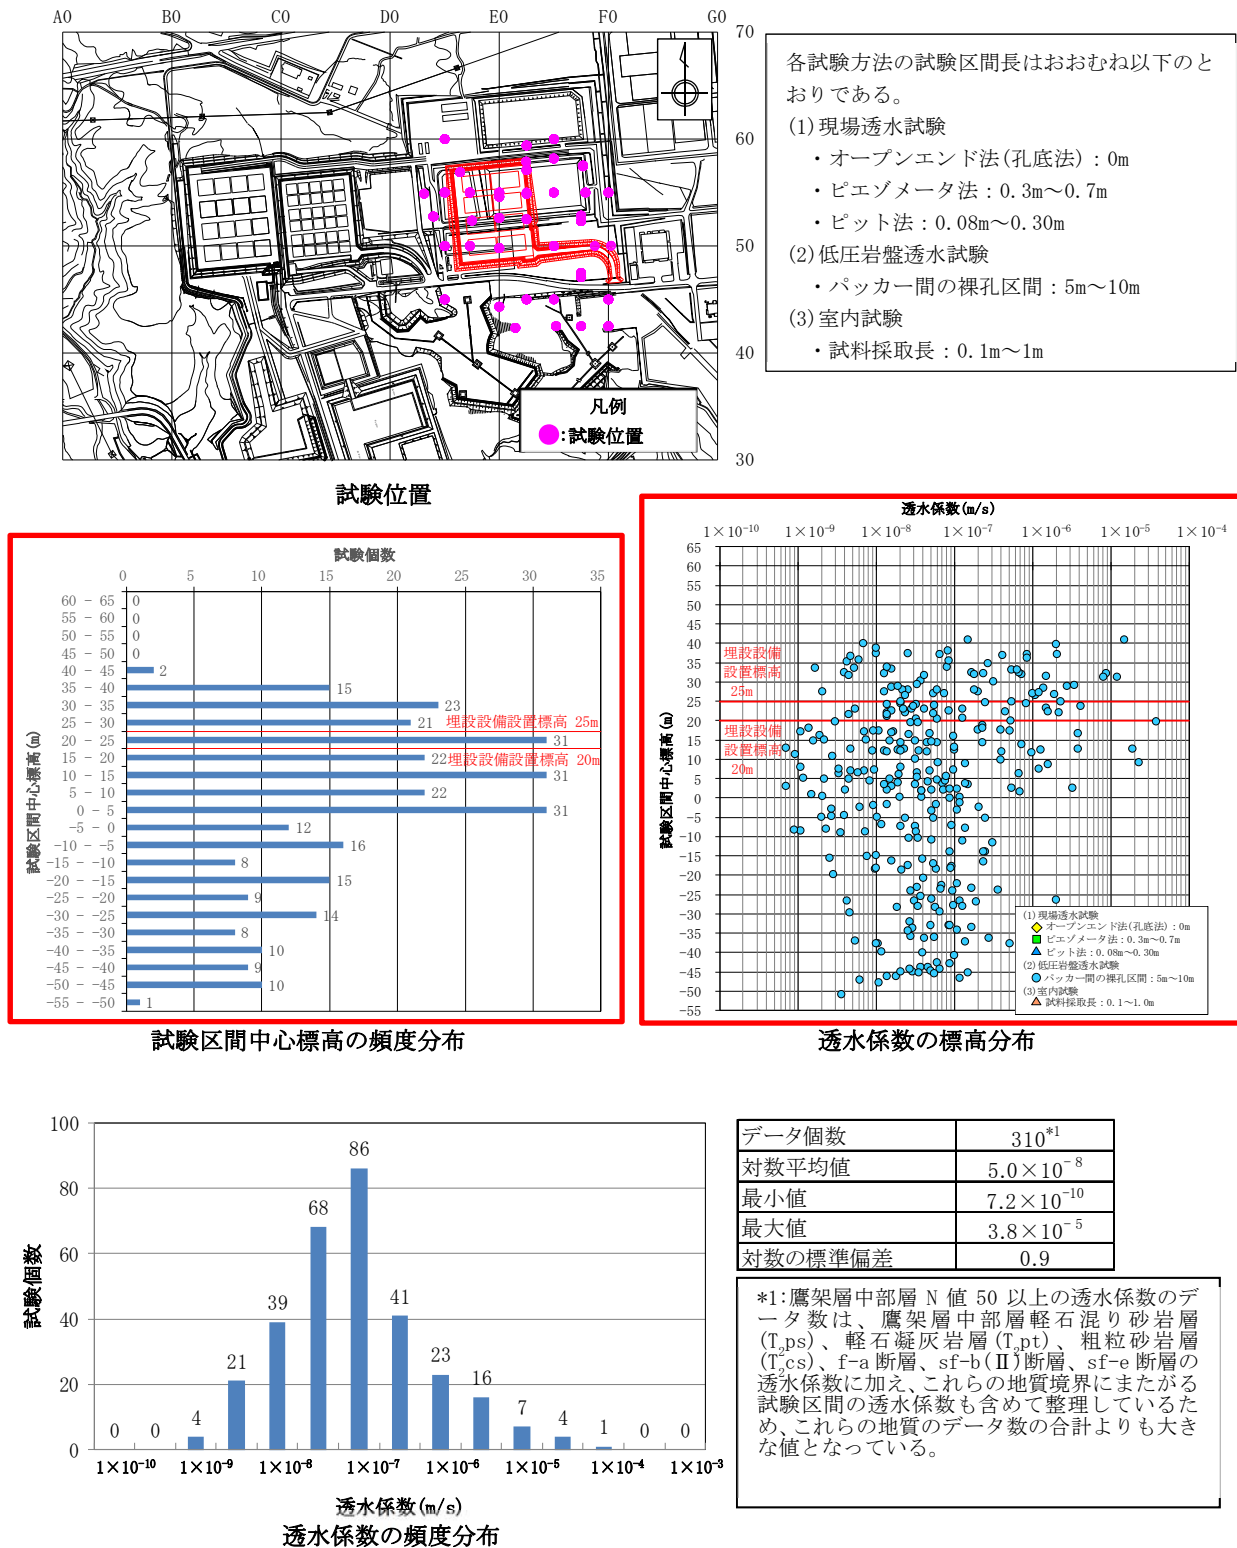 A0 B0 C0 D0 E0 F0 G0
70
60
50
40
30
凡例
:試験位置
試験位置
各試験方法の試験区間長はおおむね以下のと
おりである。
(1)現場透水試験
・オープンエンド法(孔底法)：0m
・ピエゾメータ法：0.3m～0.7m
・ピット法：0.08m～0.30m
(2)低圧岩盤透水試験
・パッカー間の裸孔区間：5m～10m
(3)室内試験
・試料採取長：0.1m～1m
試験個数
0 5 10 15 20 25 30 35
試験区間中心標高(m)
60 - 65 0
55 - 60 0
50 - 55 0
45 - 50 0
40 - 45 2
35 - 40 15
30 - 35 23
25 - 30 21 埋設設備設置標高 25m
20 - 25 31
15 - 20 22 埋設設備設置標高 20m
10 - 15 31
5 - 10 22
0 - 5 31
-5 - 0 12
-10 - -5 16
-15 - -10 8
-20 - -15 15
-25 - -20 9
-30 - -25 14
-35 - -30 8
-40 - -35 10
-45 - -40 9
-50 - -45 10
-55 - -50 1
試験区間中心標高の頻度分布
透水係数(m/s)
1×10⁻¹⁰ 1×10⁻⁹ 1×10⁻⁸ 1×10⁻⁷ 1×10⁻⁶ 1×10⁻⁵ 1×10⁻⁴
試験区間中心標高(m)
65
60
55
50
45
40
35
30
25
20
15
10
5
0
-5
-10
-15
-20
-25
-30
-35
-40
-45
-50
-55
埋設設備
設置標高
25m
埋設設備
設置標高
20m
(1)現場透水試験
オープンエンド法(孔底法)：0m
ピエゾメータ法：0.3m～0.7m
ピット法：0.08m～0.30m
(2)低圧岩盤透水試験
パッカー間の裸孔区間：5m～10m
(3)室内試験
試料採取長：0.1～1.0m
透水係数の標高分布
試験個数
100
80
60
40
20
0
0 0 4 21 39 68 86 41 23 16 7 4 1 0 0
1×10⁻¹⁰ 1×10⁻⁹ 1×10⁻⁸ 1×10⁻⁷ 1×10⁻⁶ 1×10⁻⁵ 1×10⁻⁴ 1×10⁻³
透水係数(m/s)
透水係数の頻度分布
データ個数 310*¹
対数平均値 5.0×10⁻⁸
最小値 7.2×10⁻¹⁰
最大値 3.8×10⁻⁵
対数の標準偏差 0.9
*1:鷹架層中部層 N 値 50 以上の透水係数のデ
ータ数は、鷹架層中部層軽石混り砂岩層
(T₂ps)、軽石凝灰岩層(T₂pt)、粗粒砂岩層
(T₂cs)、f-a 断層、sf-b(Ⅱ)断層、sf-e 断層の
透水係数に加え、これらの地質境界にまたがる
試験区間の透水係数も含めて整理しているた
め、これらの地質のデータ数の合計よりも大き
な値となっている。